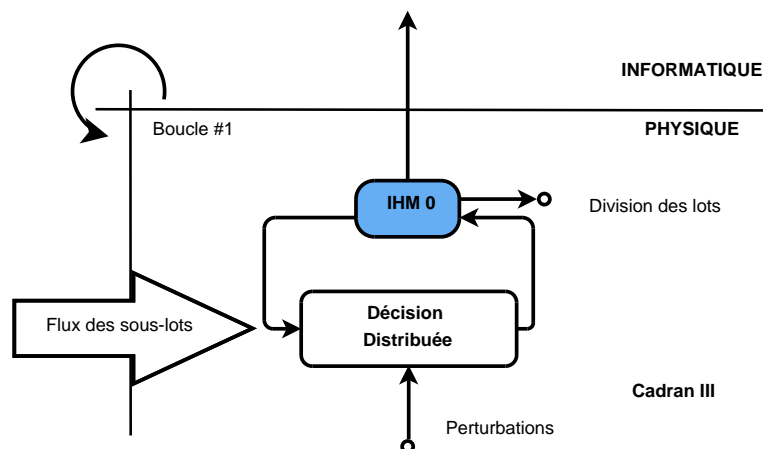 INFORMATIQUE
Boucle #1
PHYSIQUE
IHM 0
Division des lots
Flux des sous-lots
Décision
Distribuée
Cadran III
Perturbations